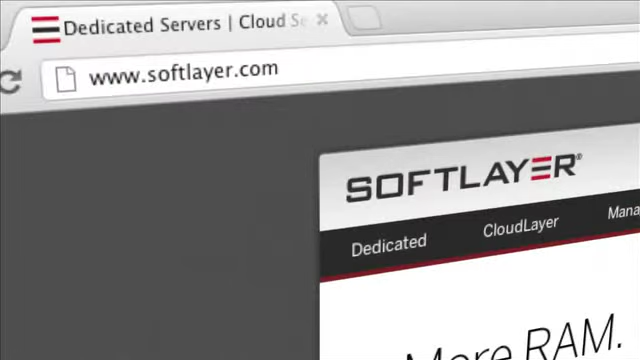 Dedicated Servers | Cloud Se
www.softlayer.com
SOFTLAYER®
Dedicated CloudLayer Mana
More RAM.